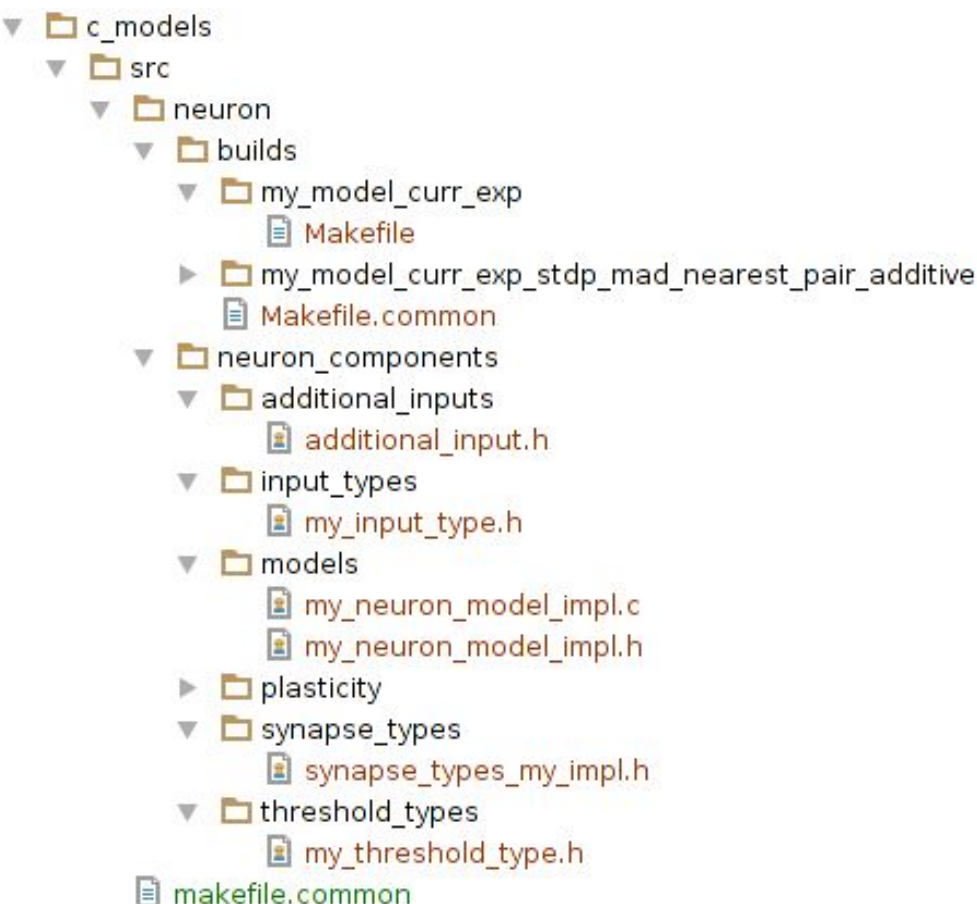 c_models
src
neuron
builds
my_model_curr_exp
Makefile
my_model_curr_exp_stdp_mad_nearest_pair_additive
Makefile.common
neuron_components
additional_inputs
additional_input.h
input_types
my_input_type.h
models
my_neuron_model_impl.c
my_neuron_model_impl.h
plasticity
synapse_types
synapse_types_my_impl.h
threshold_types
my_threshold_type.h
makefile.common